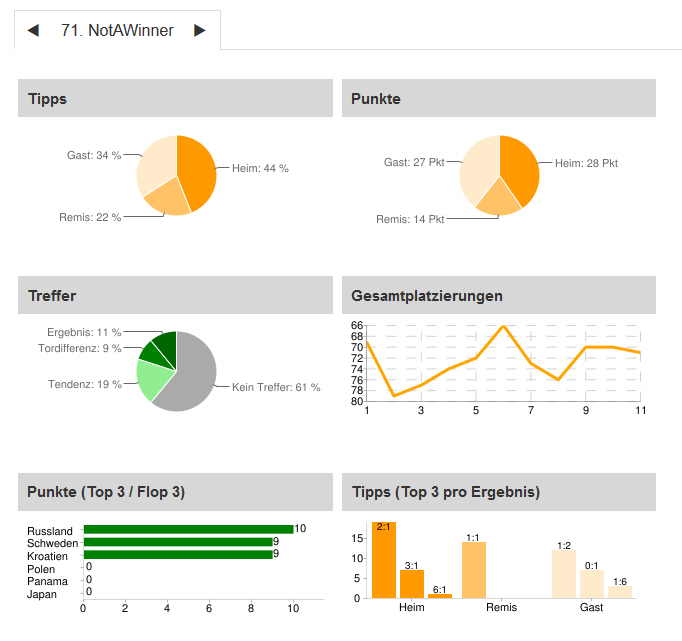 ◀ 71. NotAWinner ▶
Tipps
Gast: 34 %
Heim: 44 %
Remis: 22 %
Punkte
Gast: 27 Pkt
Heim: 28 Pkt
Remis: 14 Pkt
Treffer
Ergebnis: 11 %
Tordifferenz: 9 %
Tendenz: 19 %
Kein Treffer: 61 %
Gesamtplatzierungen
66
68
70
72
74
76
78
80
1 3 5 7 9 11
Punkte (Top 3 / Flop 3)
Russland 10
Schweden 9
Kroatien 9
Polen 0
Panama 0
Japan 0
0 2 4 6 8 10
Tipps (Top 3 pro Ergebnis)
15
10
5
0
2:1 3:1 6:1
1:1
1:2 0:1 1:6
Heim Remis Gast